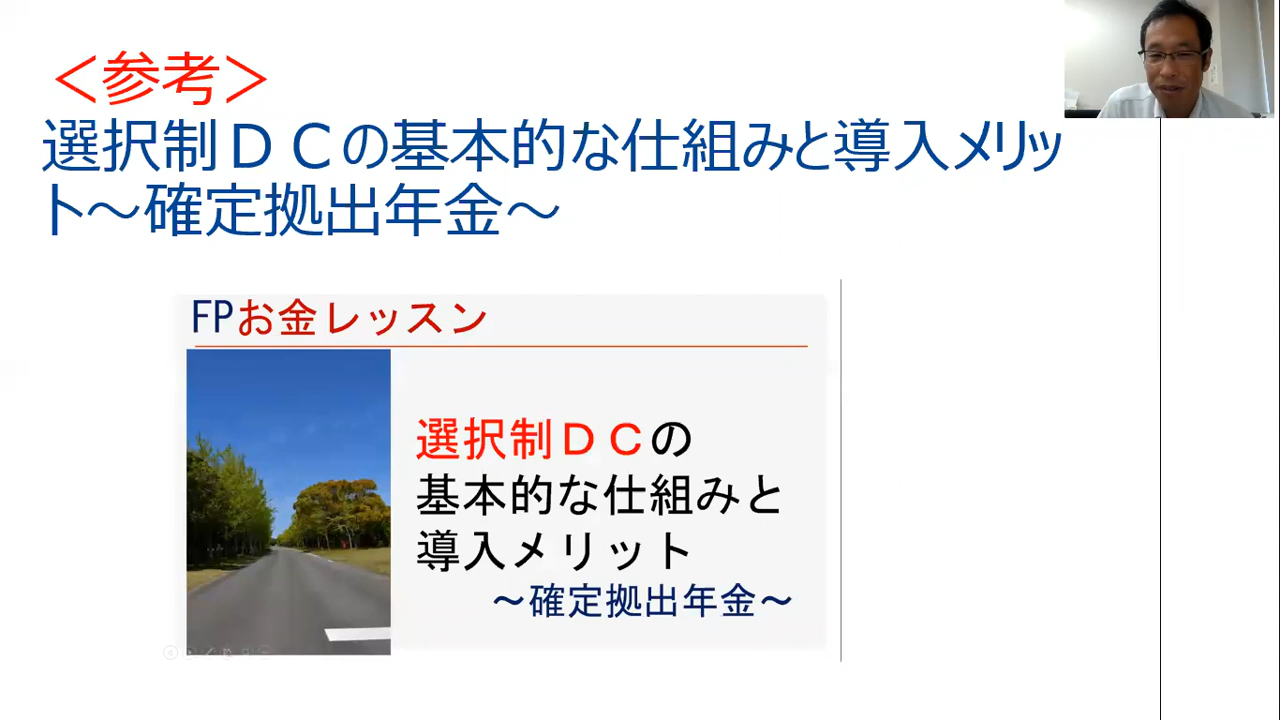 ＜参考＞
選択制ＤＣの基本的な仕組みと導入メリッ
ト～確定拠出年金～
FPお金レッスン
選択制ＤＣの
基本的な仕組みと
導入メリット
～確定拠出年金～